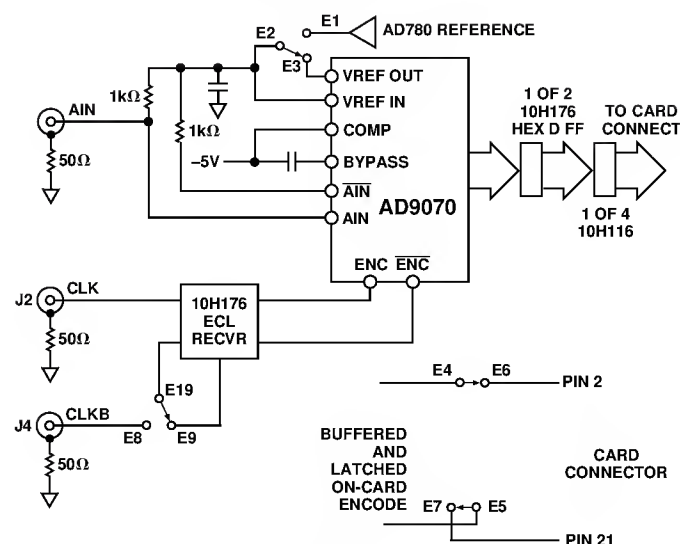 E1
AD780 REFERENCE
E2
E3
VREF OUT
VREF IN
COMP
BYPASS
AIN
AIN
AD9070
ENC ENC
1kΩ
1kΩ
AIN
50Ω
–5V
1 OF 2
10H176
HEX D FF
TO CARD
CONNECT
1 OF 4
10H116
J2
CLK
50Ω
10H176
ECL
RECVR
E19
J4
CLKB
E8
E9
50Ω
E4
E6
PIN 2
BUFFERED
AND
LATCHED
ON-CARD
ENCODE
CARD
CONNECTOR
E7
E5
PIN 21